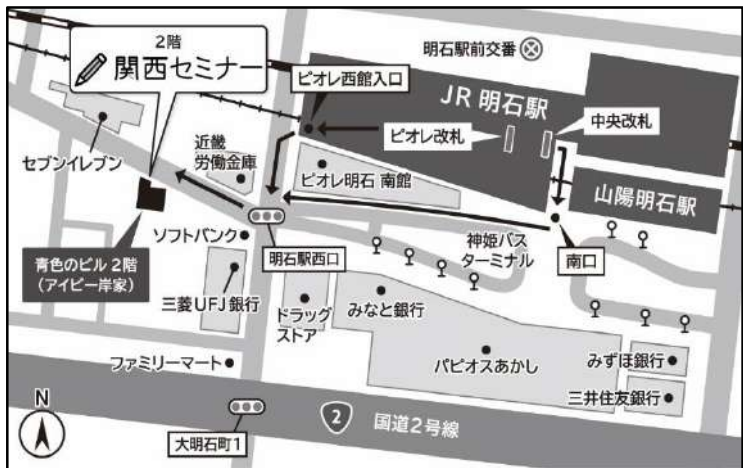 2階
関西セミナー
明石駅前交番
ピオレ西館入口
JR 明石駅
ピオレ改札
中央改札
近畿
労働金庫
セブンイレブン
ピオレ明石 南館
山陽明石駅
ソフトバンク
明石駅西口
神姫バス
ターミナル
南口
青色のビル 2階
(アイビー岸家)
三菱UFJ銀行
ドラッグ
ストア
みなと銀行
パピオスあかし
みずほ銀行
三井住友銀行
ファミリーマート
N
2
国道2号線
大明石町1